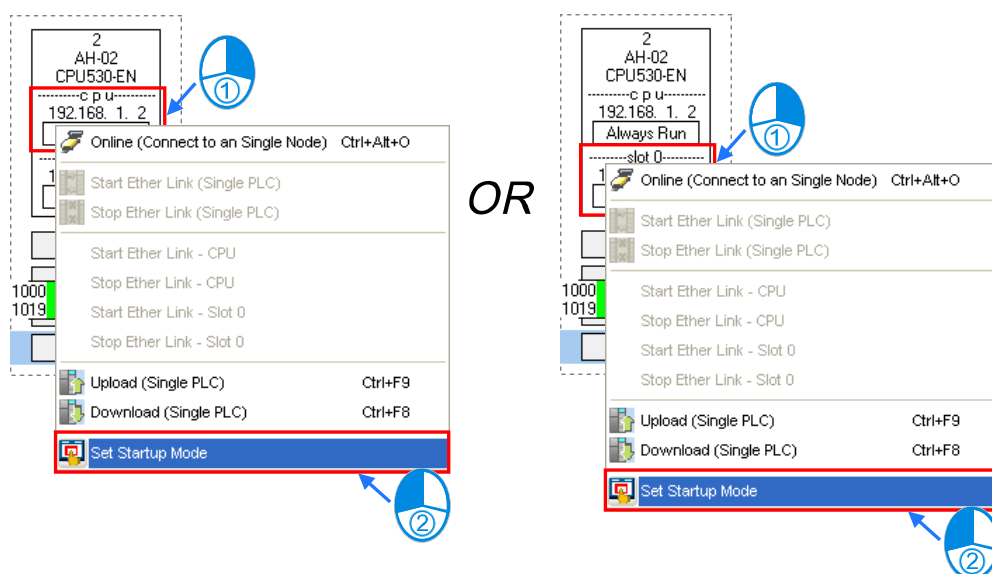 2
AH-02
CPU530-EN
--------c p u--------
192.168. 1. 2
①
Online (Connect to an Single Node) Ctrl+Alt+O
Start Ether Link (Single PLC)
Stop Ether Link (Single PLC)
Start Ether Link - CPU
Stop Ether Link - CPU
Start Ether Link - Slot 0
Stop Ether Link - Slot 0
1000
1019
Upload (Single PLC) Ctrl+F9
Download (Single PLC) Ctrl+F8
Set Startup Mode
②
OR
2
AH-02
CPU530-EN
--------c p u--------
192.168. 1. 2
Always Run
--------slot 0--------
①
Online (Connect to an Single Node) Ctrl+Alt+O
Start Ether Link (Single PLC)
Stop Ether Link (Single PLC)
Start Ether Link - CPU
Stop Ether Link - CPU
Start Ether Link - Slot 0
Stop Ether Link - Slot 0
1000
1019
Upload (Single PLC) Ctrl+F9
Download (Single PLC) Ctrl+F8
Set Startup Mode
②